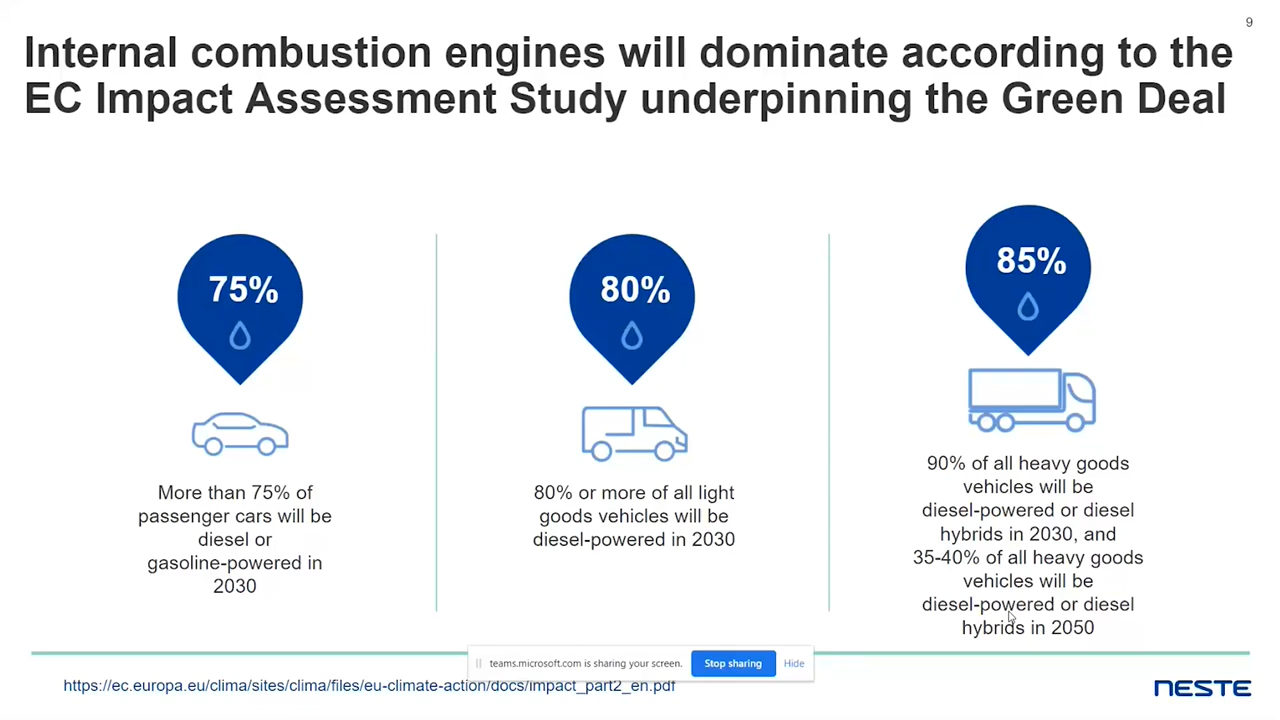 9
Internal combustion engines will dominate according to the
EC Impact Assessment Study underpinning the Green Deal
75%
More than 75% of
passenger cars will be
diesel or
gasoline-powered in
2030
80%
80% or more of all light
goods vehicles will be
diesel-powered in 2030
85%
90% of all heavy goods
vehicles will be
diesel-powered or diesel
hybrids in 2030, and
35-40% of all heavy goods
vehicles will be
diesel-powered or diesel
hybrids in 2050
teams.microsoft.com is sharing your screen. Stop sharing Hide
https://ec.europa.eu/clima/sites/clima/files/eu-climate-action/docs/impact_part2_en.pdf
NESTE